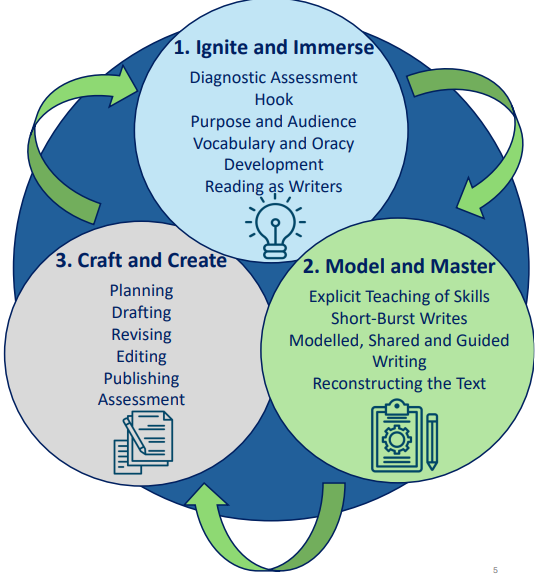 1. Ignite and Immerse
Diagnostic Assessment
Hook
Purpose and Audience
Vocabulary and Oracy
Development
Reading as Writers
2. Model and Master
Explicit Teaching of Skills
Short-Burst Writes
Modelled, Shared and Guided
Writing
Reconstructing the Text
3. Craft and Create
Planning
Drafting
Revising
Editing
Publishing
Assessment
5